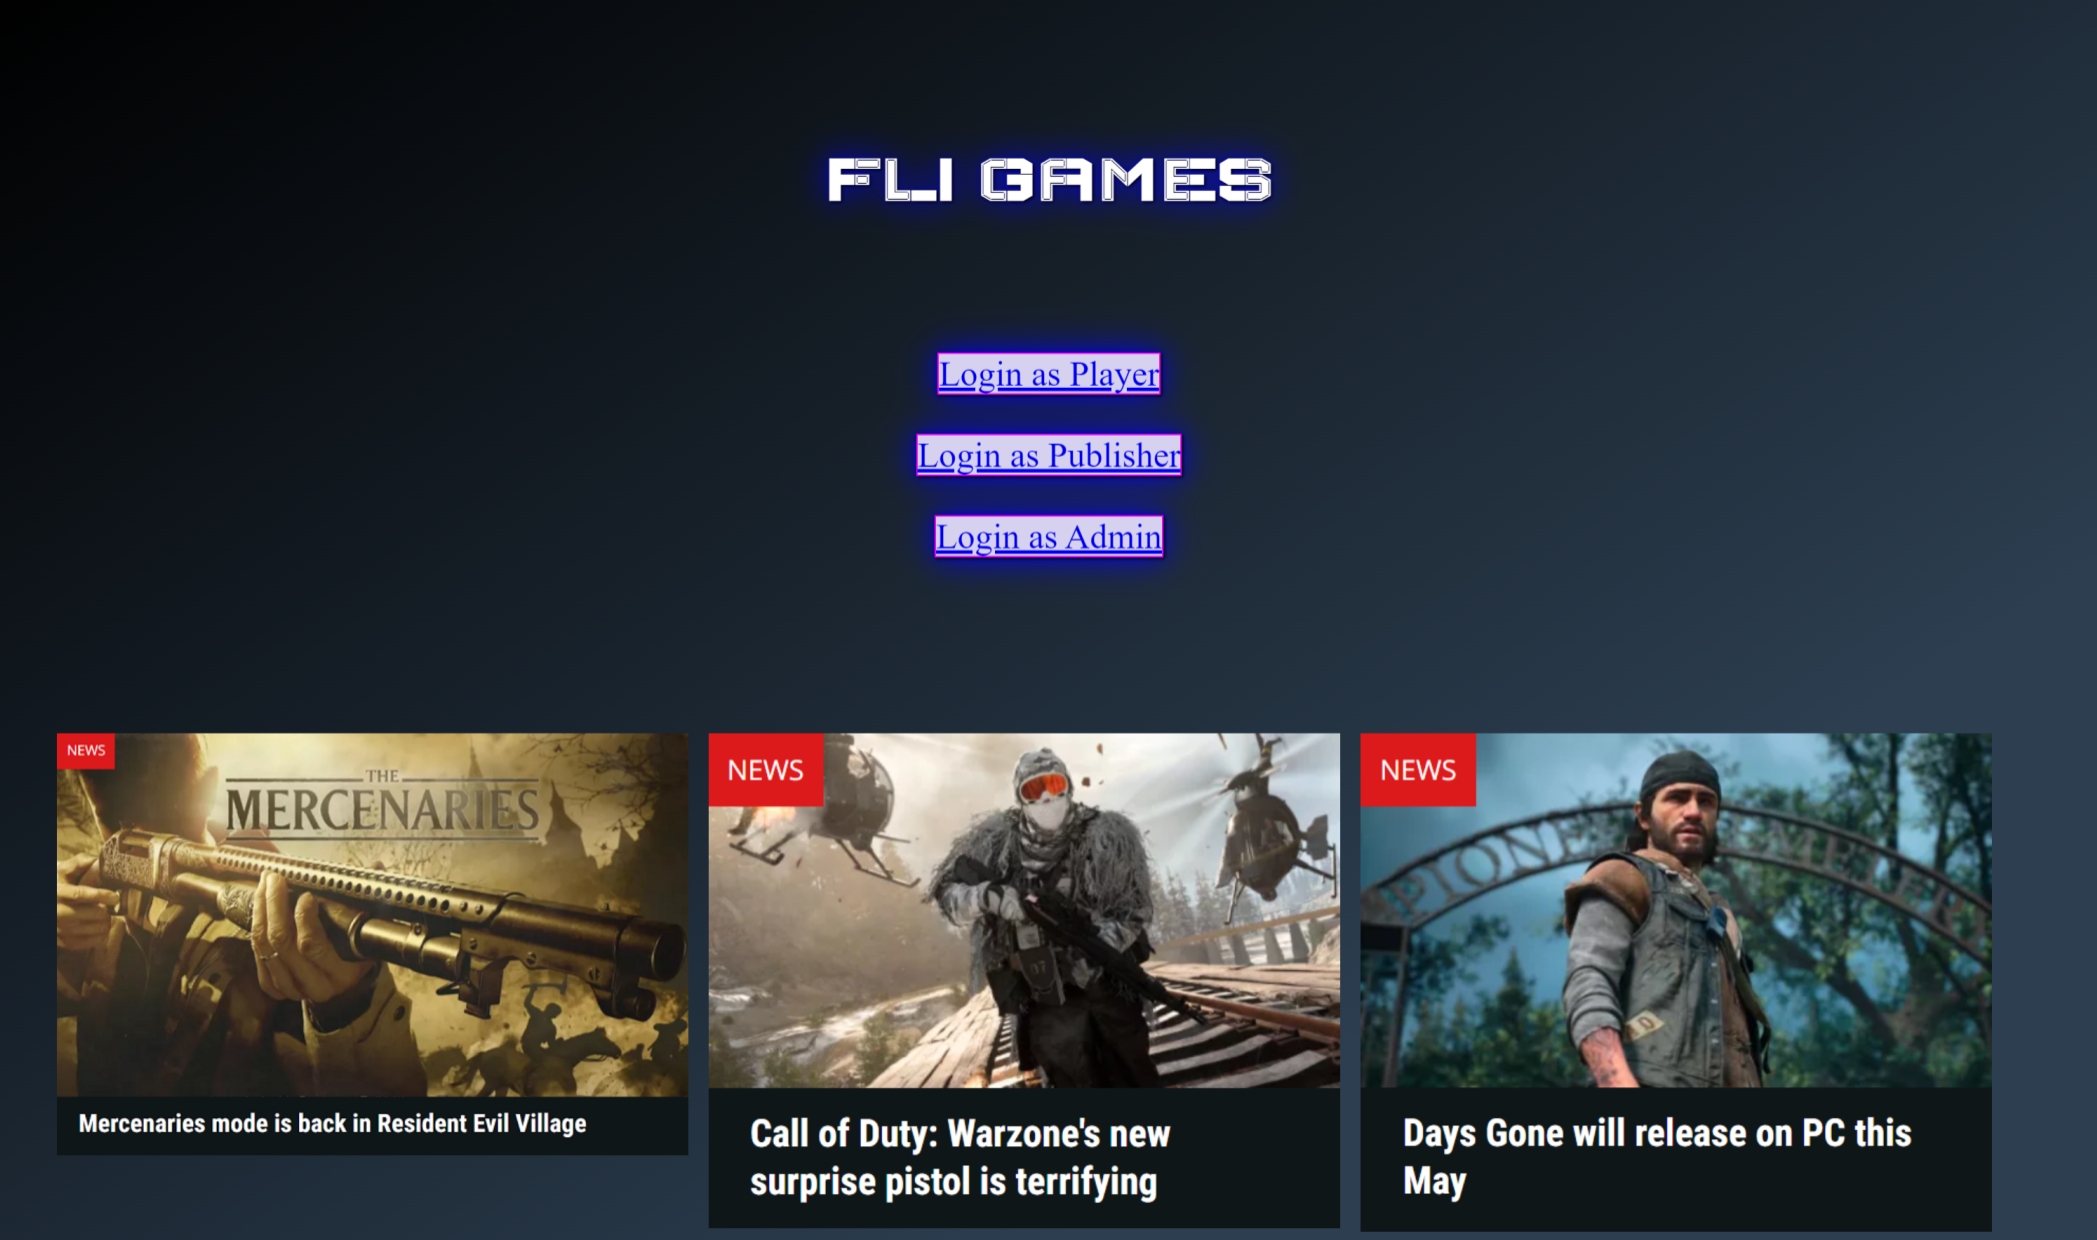 FLI GAMES
Login as Player
Login as Publisher
Login as Admin
NEWS
THE
MERCENARIES
Mercenaries mode is back in Resident Evil Village
NEWS
07
Call of Duty: Warzone's new
surprise pistol is terrifying
NEWS
Days Gone will release on PC this
May